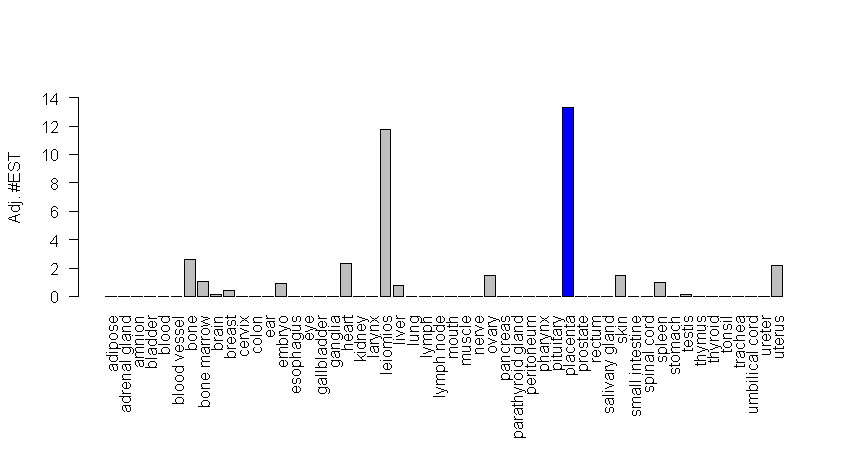 14
12
10
8
6
4
2
0
Adj. #EST
adipose
adrenal gland
amnion
bladder
blood
blood vessel
bone
bone marrow
brain
breast
cervix
colon
ear
embryo
esophagus
eye
gallbladder
ganglia
heart
kidney
larynx
leiomios
liver
lung
lymph
lymph node
mouth
muscle
nerve
ovary
pancreas
parathyroid gland
peritoneum
pharynx
pituitary
placenta
prostate
rectum
salivary gland
skin
small intestine
spinal cord
spleen
stomach
testis
thymus
thyroid
tonsil
trachea
umbilical cord
ureter
uterus